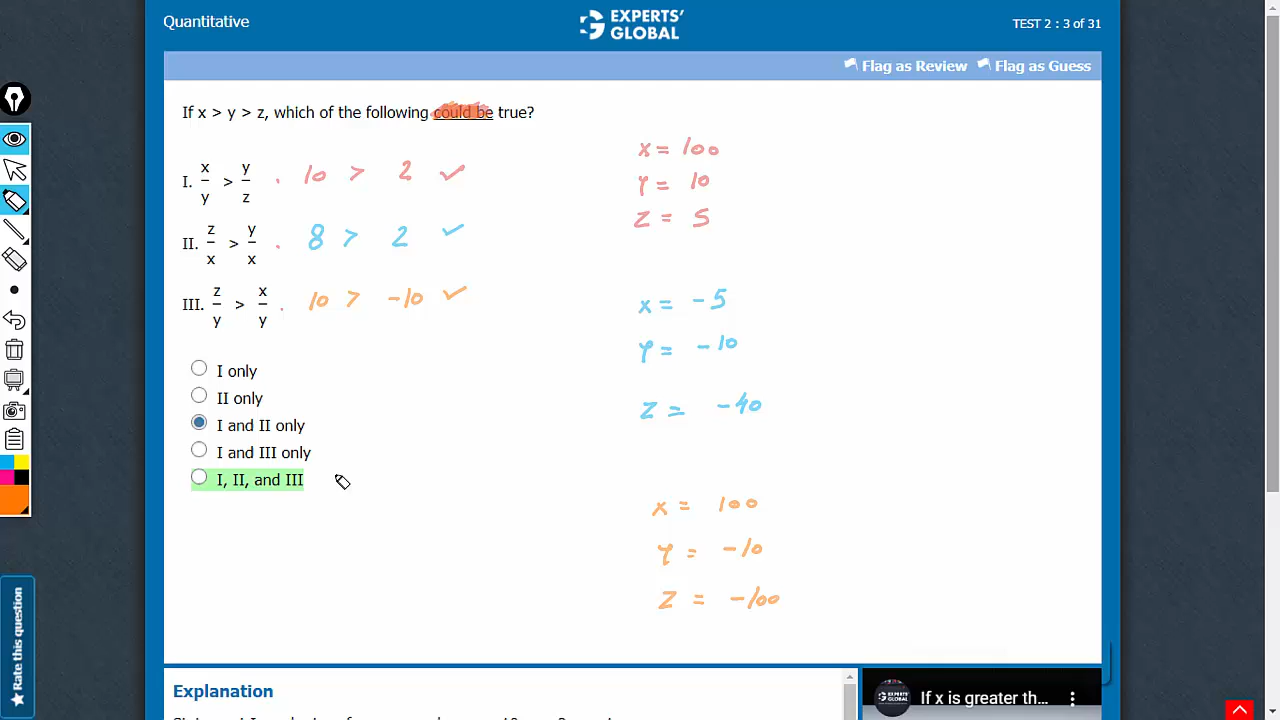 Quantitative
EXPERTS'
GLOBAL
TEST 2 : 3 of 31
Flag as Review
Flag as Guess
If x > y > z, which of the following could be true?
I. x/y > y/z . 10 > 2 ✓
II. z/x > y/x . 8 > 2 ✓
III. z/y > x/y . 10 > -10 ✓
I only
II only
I and II only
I and III only
I, II, and III
x = 100
Y = 10
Z = 5
x = -5
Y = -10
Z = -40
x = 100
Y = -10
Z = -100
★ Rate this question
Explanation
EXPERTS'
GLOBAL
If x is greater th...